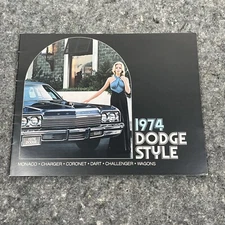 1974
DODGE
STYLE
MONACO • CHARGER • CORONET • DART • CHALLENGER • WAGONS